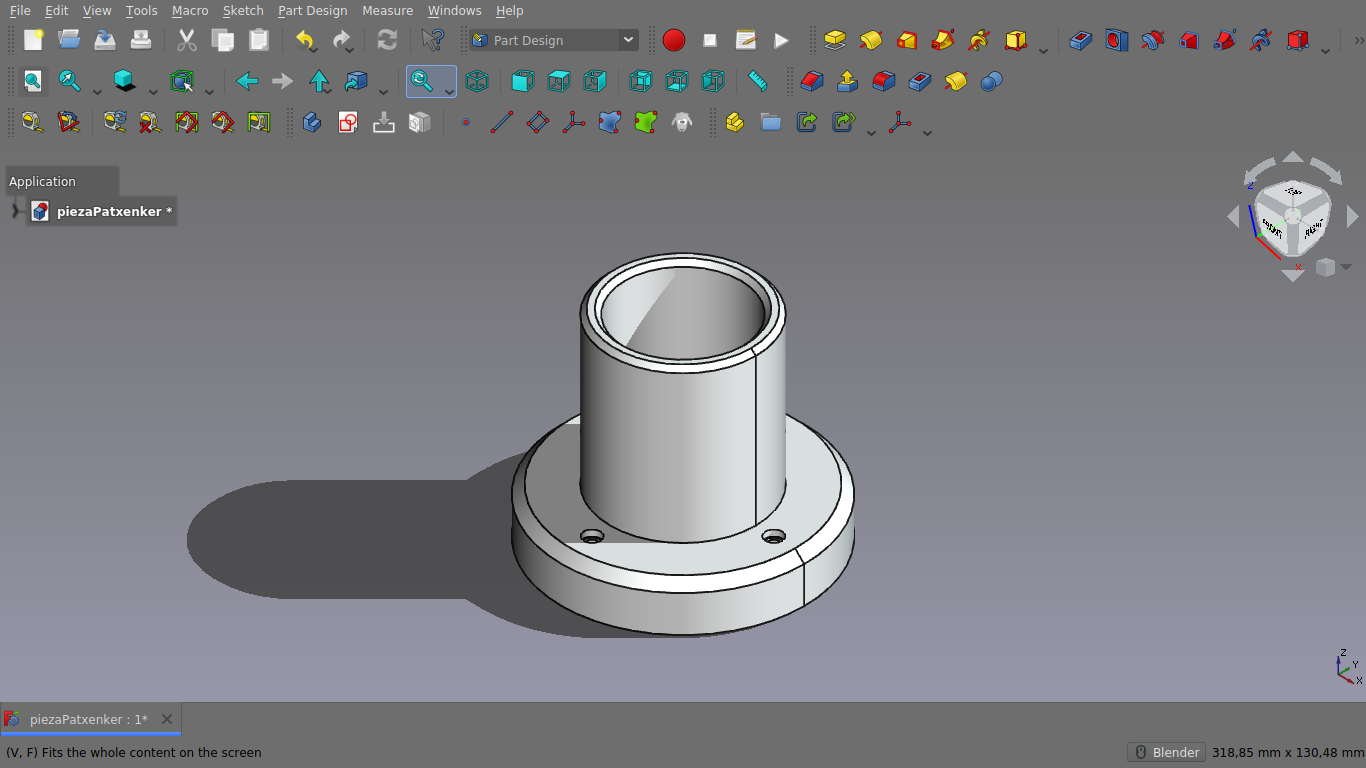 File Edit View Tools Macro Sketch Part Design Measure Windows Help
Part Design
Application
piezaPatxenker *
Z
X
Z
Y
X
piezaPatxenker : 1*
(V, F) Fits the whole content on the screen
Blender 318,85 mm x 130,48 mm